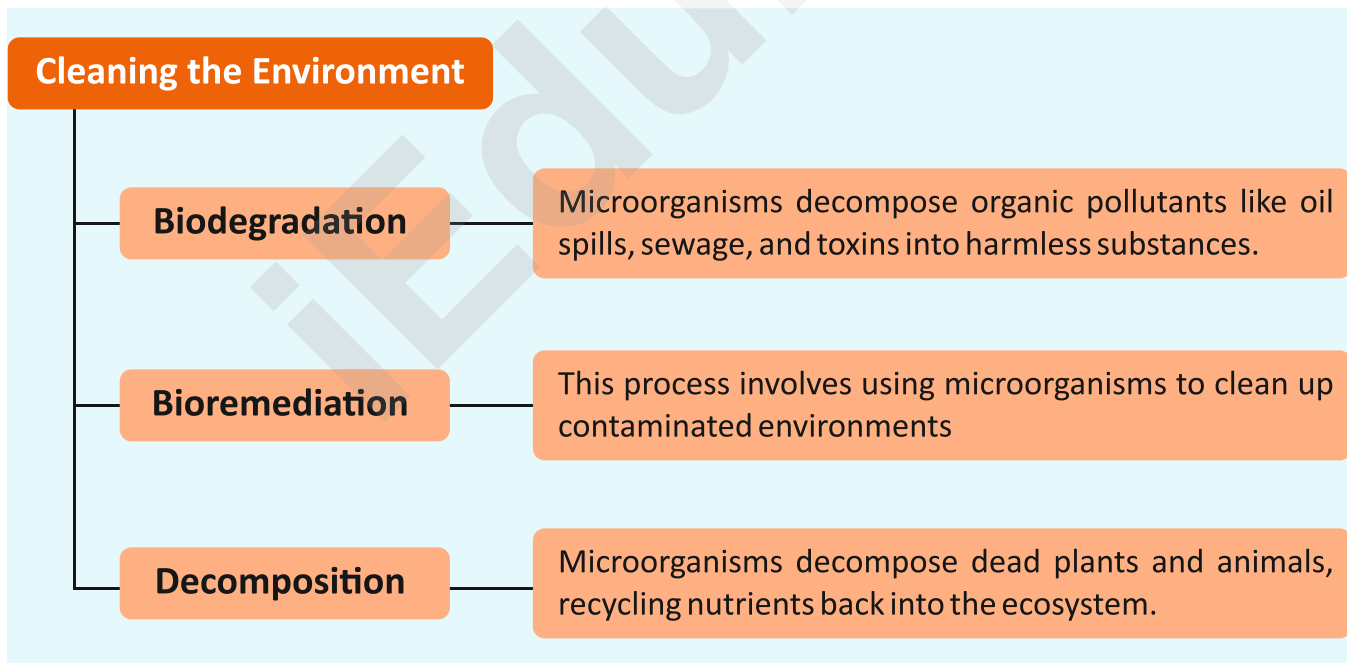 Cleaning the Environment
Biodegradation
Microorganisms decompose organic pollutants like oil
spills, sewage, and toxins into harmless substances.
Bioremediation
This process involves using microorganisms to clean up
contaminated environments
Decomposition
Microorganisms decompose dead plants and animals,
recycling nutrients back into the ecosystem.